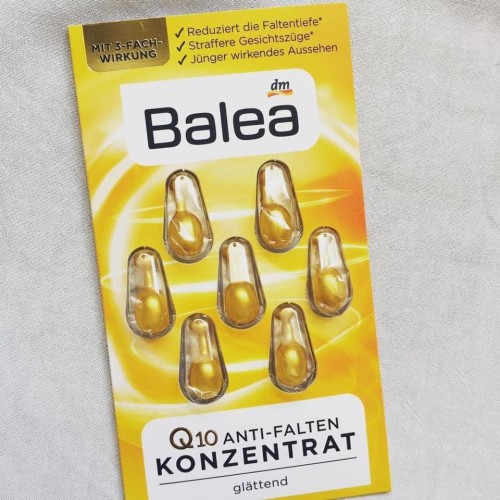 MIT 3-FACH-
WIRKUNG
✓ Reduziert die Faltentiefe*
✓ Straffere Gesichtszüge*
✓ Jünger wirkendes Aussehen
dm
Balea
Q10 ANTI-FALTEN
KONZENTRAT
glättend